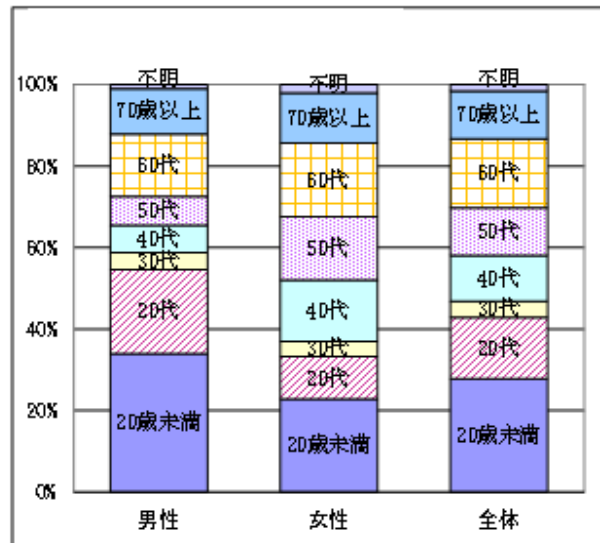 100%
80%
60%
40%
20%
0%
不明
70歳以上
60代
50代
40代
30代
20代
20歳未満
不明
70歳以上
60代
50代
40代
30代
20代
20歳未満
不明
70歳以上
60代
50代
40代
30代
20代
20歳未満
男性
女性
全体